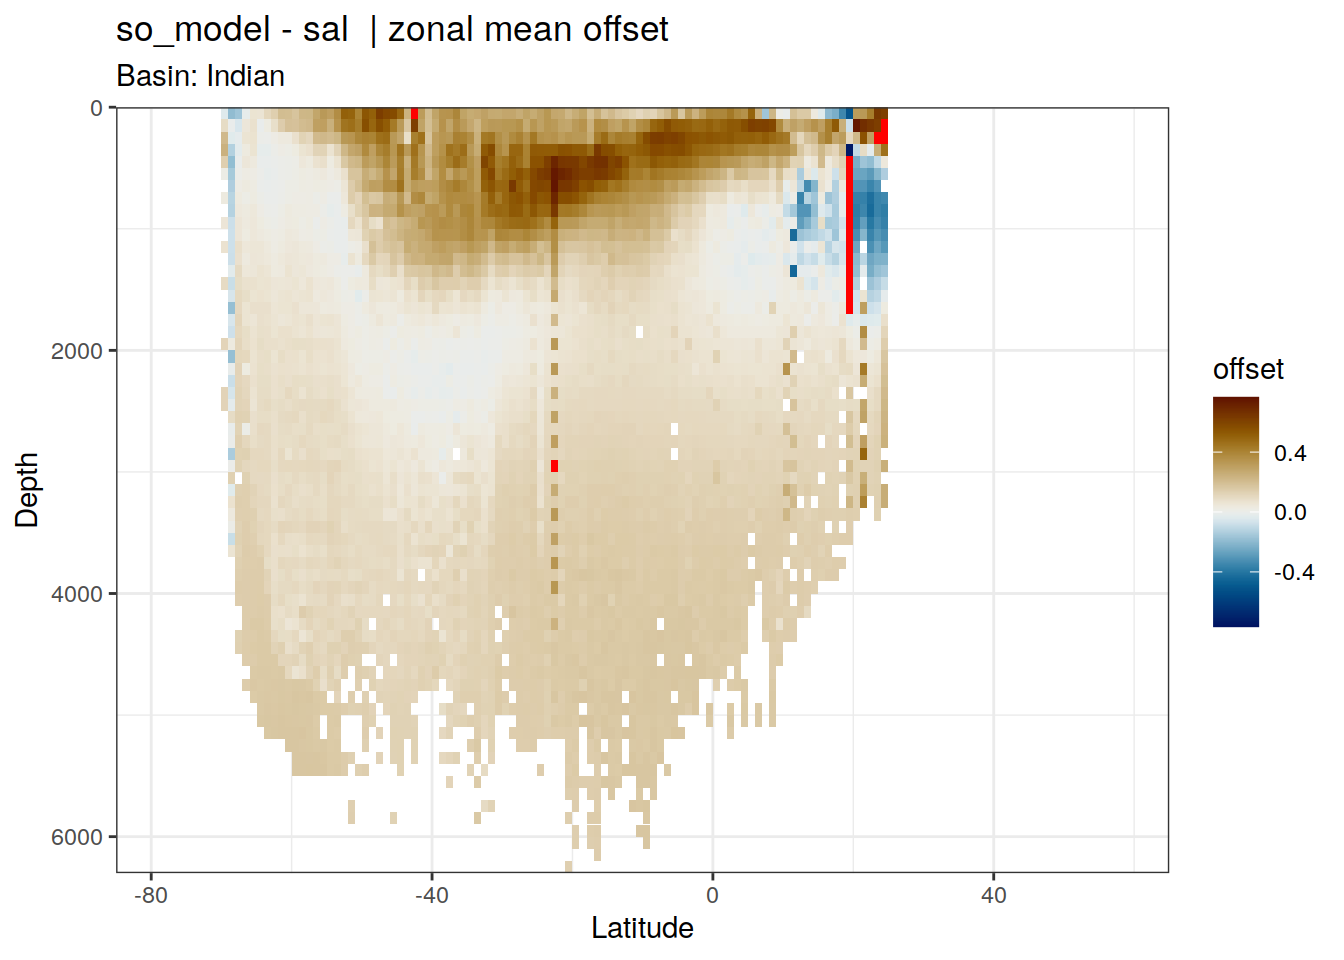 so_model - sal  | zonal mean offset
Basin: Indian
0
2000
4000
6000
Depth
-80
-40
0
40
Latitude
offset
0.4
0.0
-0.4